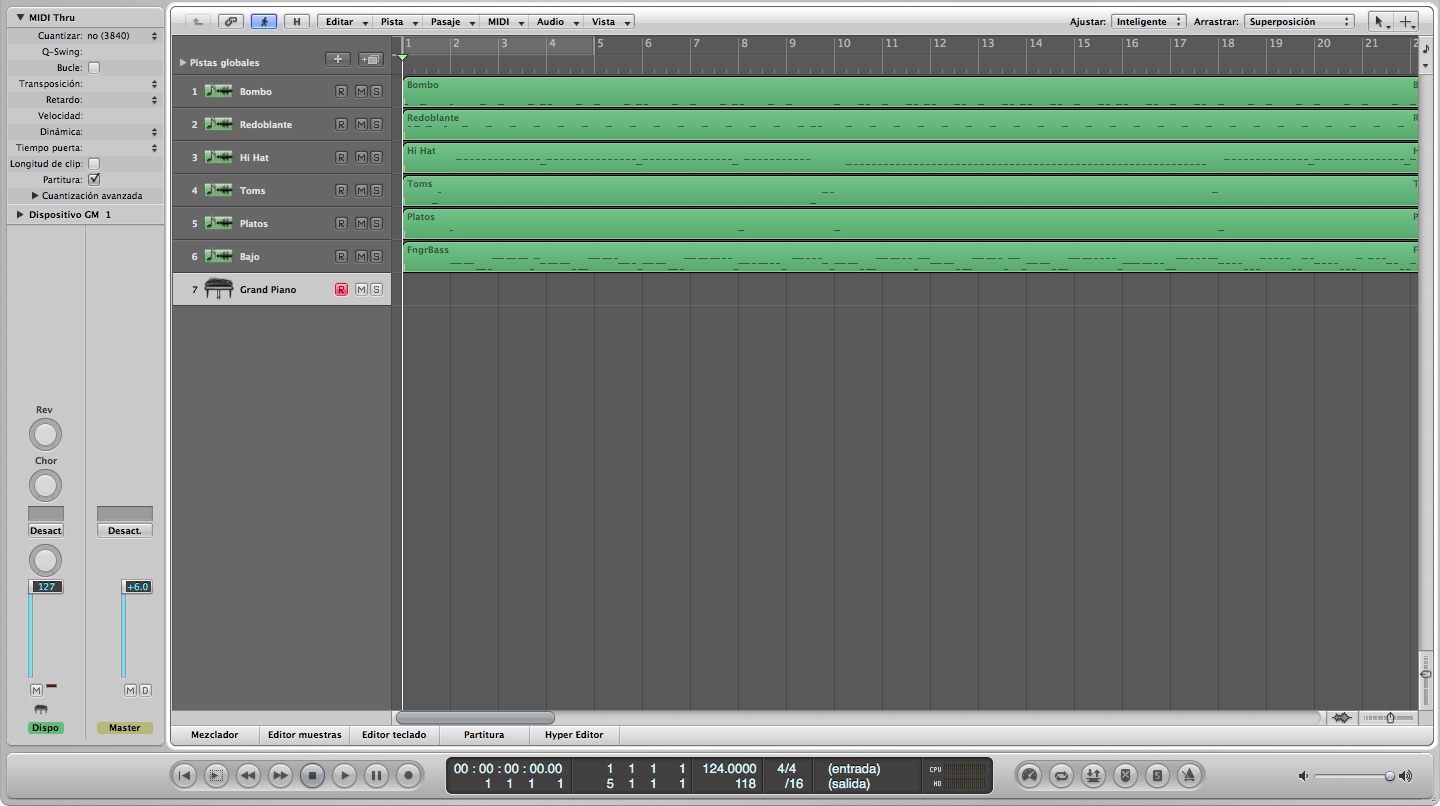 MIDI Thru
Cuantizar: no (3840)
Q-Swing:
Bucle:
Transposición:
Retardo:
Velocidad:
Dinámica:
Tiempo puerta:
Longitud de clip:
Partitura:
Cuantización avanzada
Dispositivo GM 1
Rev
Chor
Desact
Desact.
127
+6.0
M
M D
Dispo
Master
H
Editar Pista Pasaje MIDI Audio Vista
Ajustar: Inteligente Arrastrar: Superposición
1 2 3 4 5 6 7 8 9 10 11 12 13 14 15 16 17 18 19 20 21 2
Pistas globales
1 Bombo R M S
Bombo B
2 Redoblante R M S
Redoblante R
3 Hi Hat R M S
Hi Hat H
4 Toms R M S
Toms T
5 Platos R M S
Platos P
6 Bajo R M S
FngrBass F
7 Grand Piano R M S
Mezclador Editor muestras Editor teclado Partitura Hyper Editor
00 : 00 : 00 : 00.00 1 1 1 1 124.0000 4/4 (entrada) CPU
1 1 1 1 5 1 1 1 118 /16 (salida) HD
S